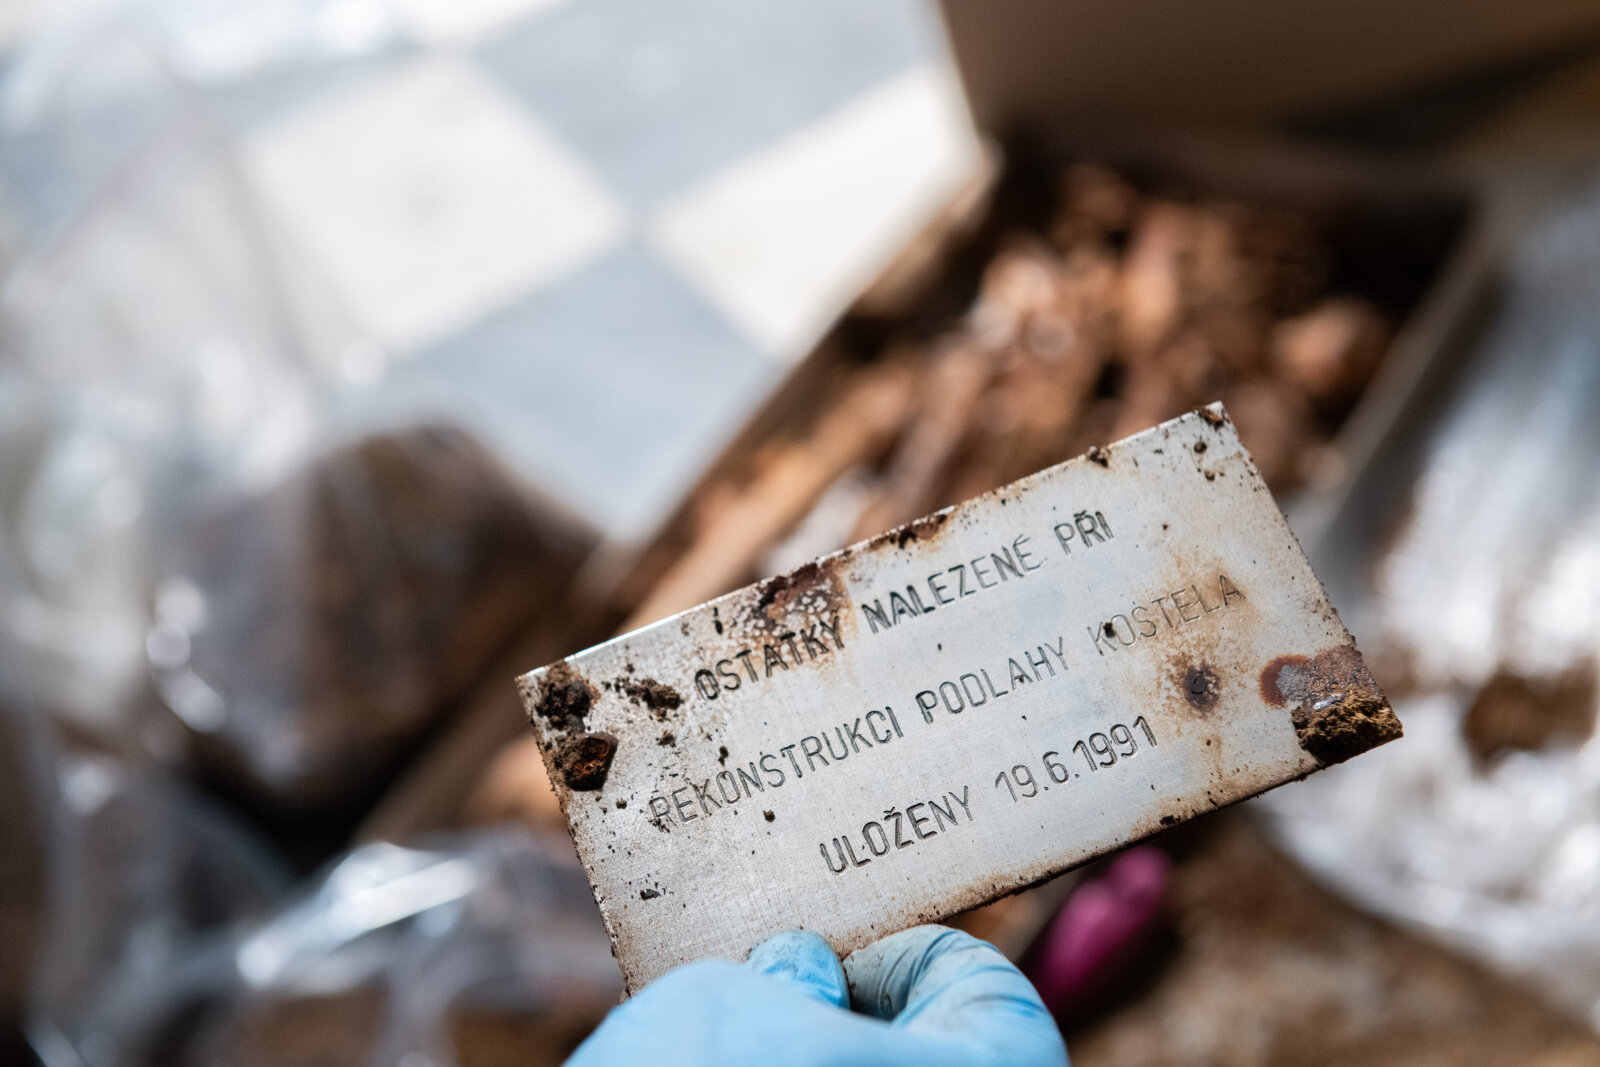 OSTATKY NALEZENÉ PŘI
REKONSTRUKCI PODLAHY KOSTELA
ULOŽENY 19.6.1991